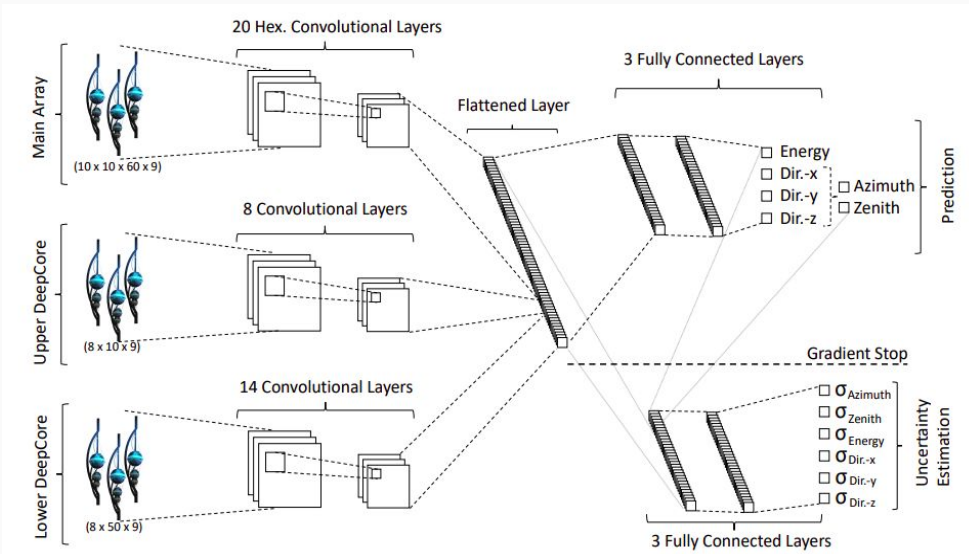 20 Hex. Convolutional Layers
Main Array
(10 x 10 x 60 x 9)
8 Convolutional Layers
Upper DeepCore
(8 x 10 x 9)
14 Convolutional Layers
Lower DeepCore
(8 x 50 x 9)
Flattened Layer
3 Fully Connected Layers
Energy
Dir.-x
Dir.-y
Dir.-z
Azimuth
Zenith
Prediction
Gradient Stop
σAzimuth
σZenith
σEnergy
σDir.-x
σDir.-y
σDir.-z
Uncertainty
Estimation
3 Fully Connected Layers